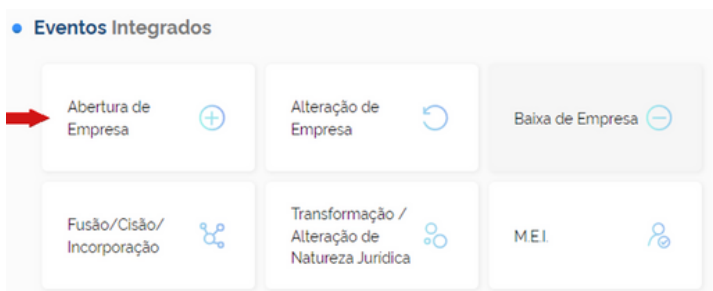 Eventos Integrados
Abertura de
Empresa
Alteração de
Empresa
Baixa de Empresa
Fusão/Cisão/
Incorporação
Transformação /
Alteração de
Natureza Jurídica
M.E.I.